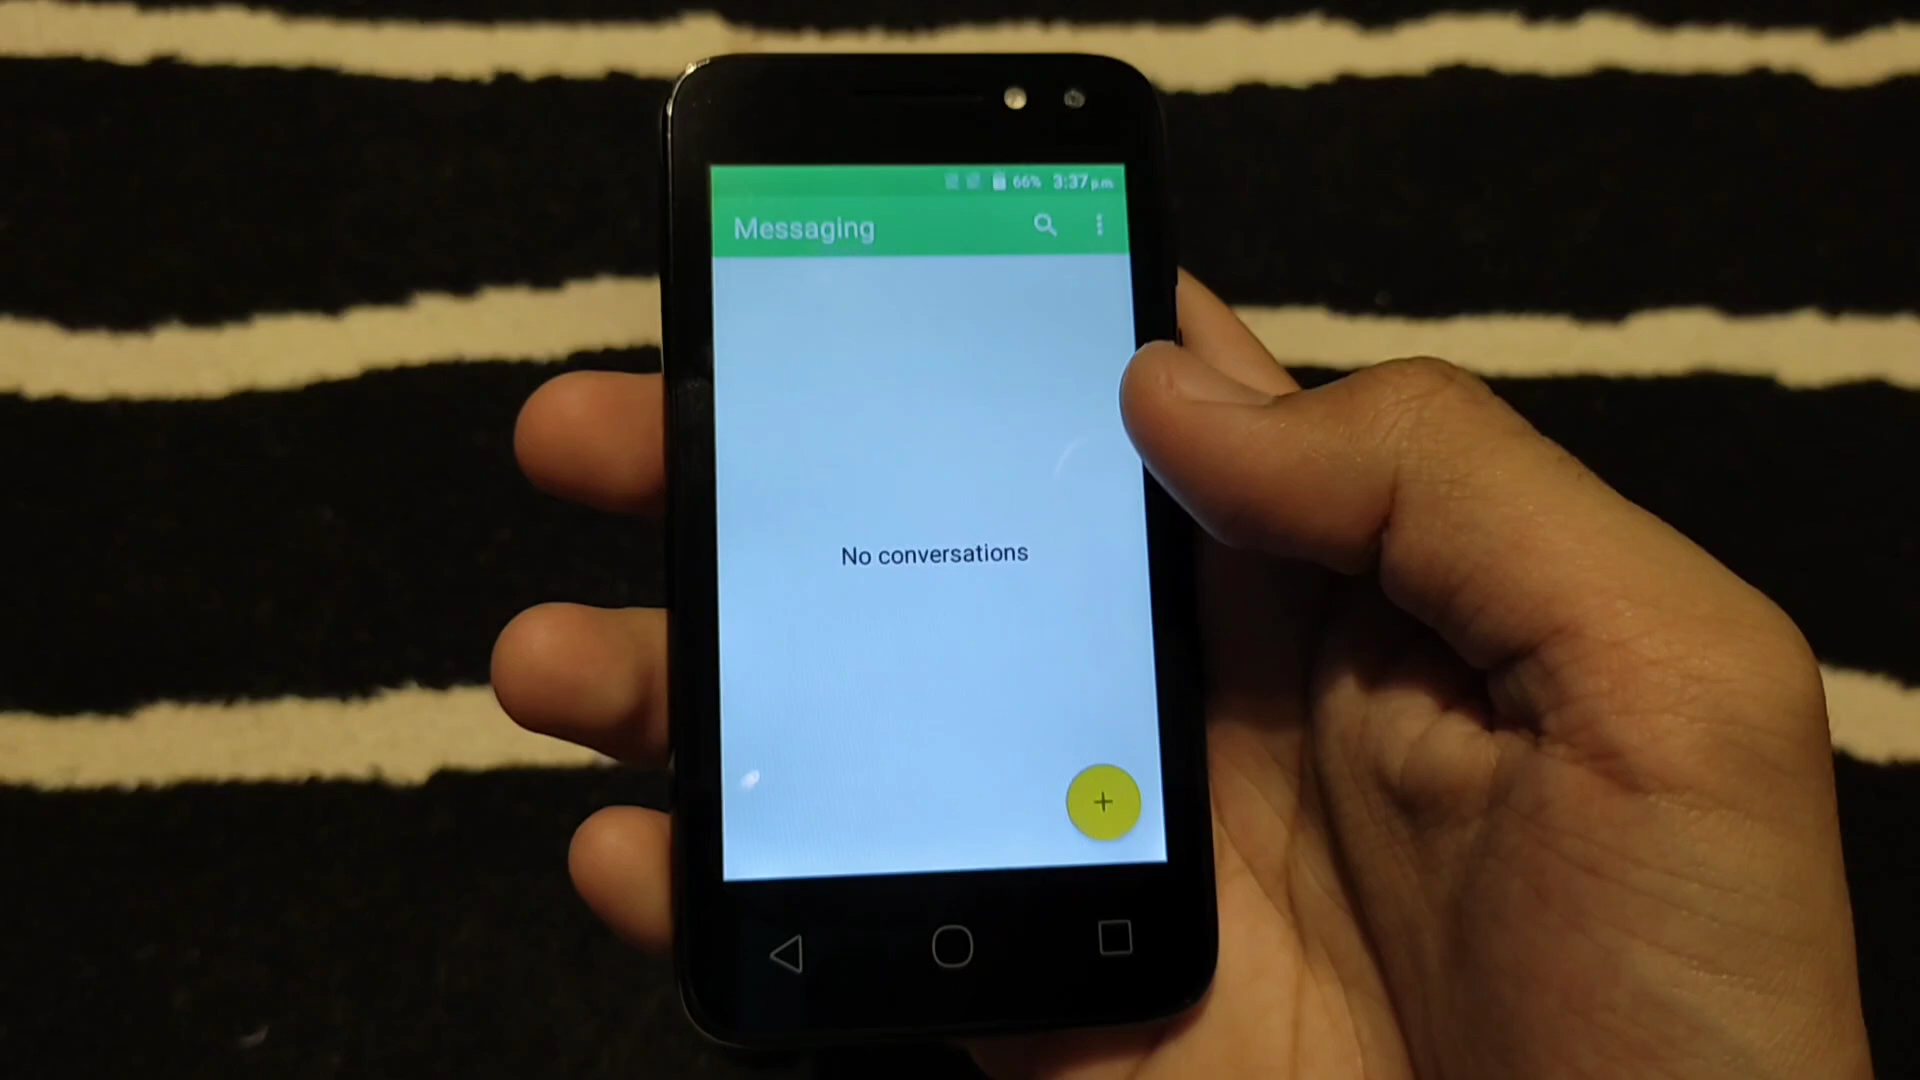 66% 3:37 p.m.
Messaging
No conversations
+